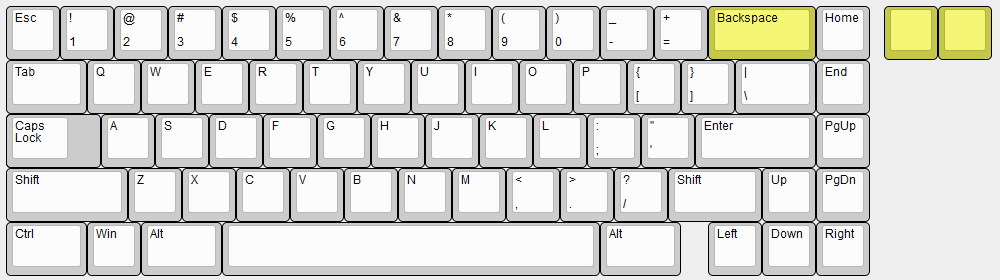 Esc ! @ # $ % ^ & * ( ) _ + Backspace Home
1 2 3 4 5 6 7 8 9 0 - =
Tab Q W E R T Y U I O P { } | End
[ ] \
Caps A S D F G H J K L : " Enter PgUp
Lock ; '
Shift Z X C V B N M < > ? Shift Up PgDn
, . /
Ctrl Win Alt Alt Left Down Right